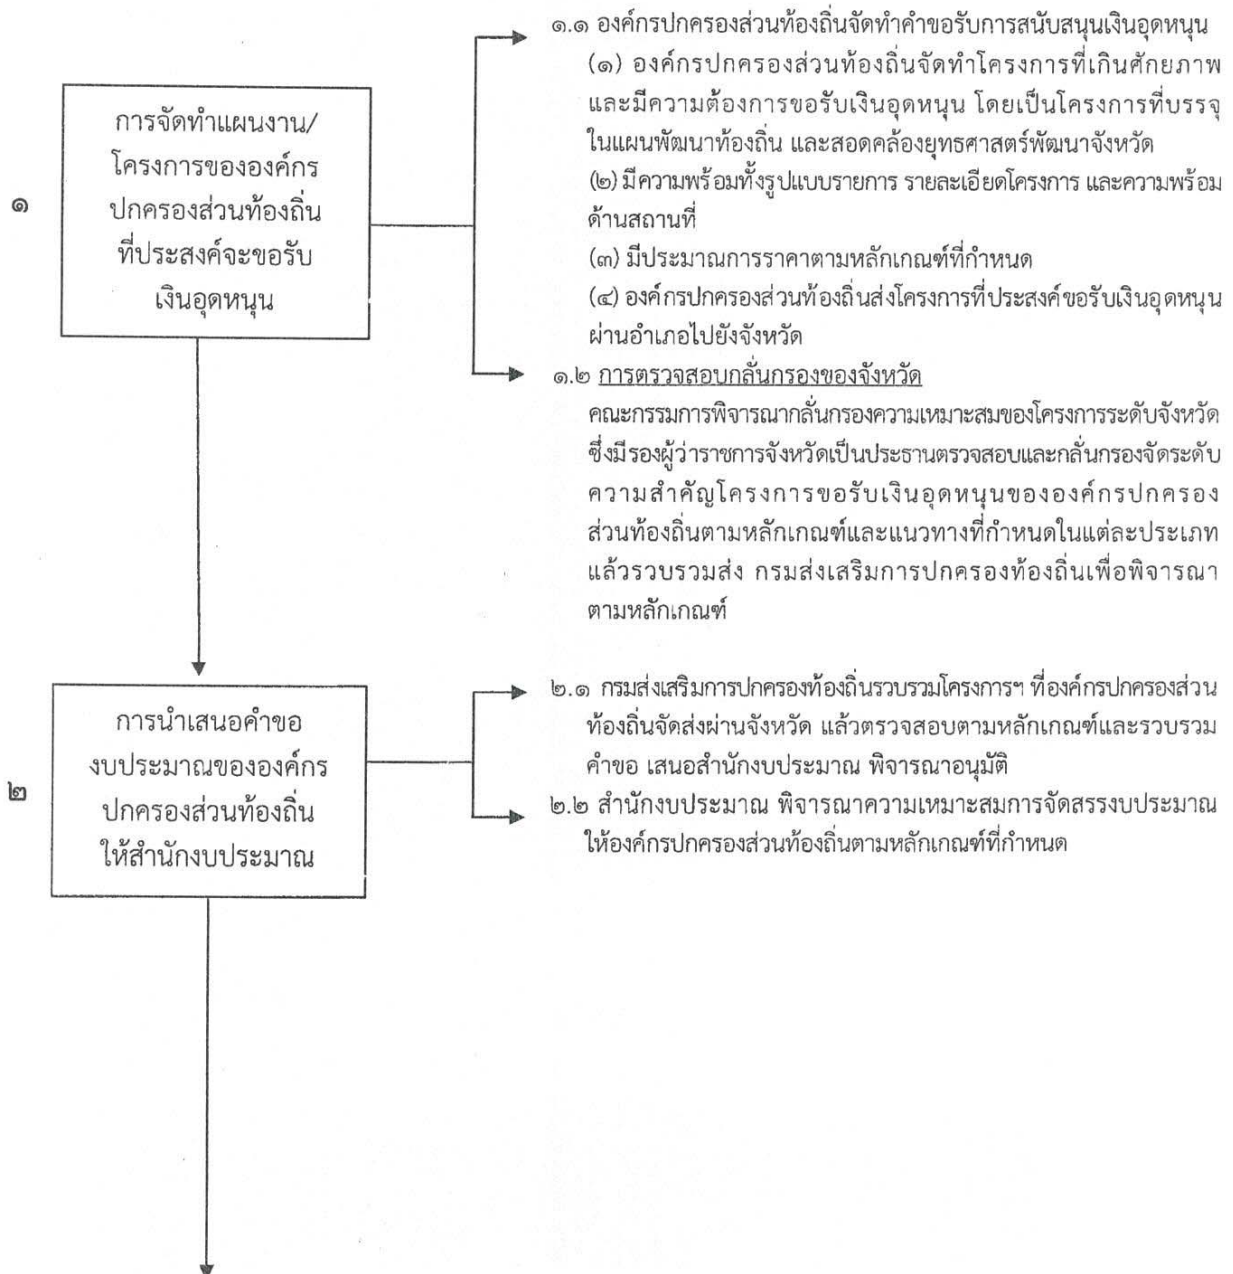 ๑
การจัดทำแผนงาน/
โครงการขององค์กร
ปกครองส่วนท้องถิ่น
ที่ประสงค์จะขอรับ
เงินอุดหนุน
๑.๑ องค์กรปกครองส่วนท้องถิ่นจัดทำคำขอรับการสนับสนุนเงินอุดหนุน
(๑) องค์กรปกครองส่วนท้องถิ่นจัดทำโครงการที่เกินศักยภาพ
และมีความต้องการขอรับเงินอุดหนุน โดยเป็นโครงการที่บรรจุ
ในแผนพัฒนาท้องถิ่น และสอดคล้องยุทธศาสตร์พัฒนาจังหวัด
(๒) มีความพร้อมทั้งรูปแบบรายการ รายละเอียดโครงการ และความพร้อม
ด้านสถานที่
(๓) มีประมาณการราคาตามหลักเกณฑ์ที่กำหนด
(๔) องค์กรปกครองส่วนท้องถิ่นส่งโครงการที่ประสงค์ขอรับเงินอุดหนุน
ผ่านอำเภอไปยังจังหวัด
๑.๒ การตรวจสอบกลั่นกรองของจังหวัด
คณะกรรมการพิจารณากลั่นกรองความเหมาะสมของโครงการระดับจังหวัด
ซึ่งมีรองผู้ว่าราชการจังหวัดเป็นประธานตรวจสอบและกลั่นกรองจัดระดับ
ความสำคัญโครงการขอรับเงินอุดหนุนขององค์กรปกครอง
ส่วนท้องถิ่นตามหลักเกณฑ์และแนวทางที่กำหนดในแต่ละประเภท
แล้วรวบรวมส่ง กรมส่งเสริมการปกครองท้องถิ่นเพื่อพิจารณา
ตามหลักเกณฑ์
๒
การนำเสนอคำขอ
งบประมาณขององค์กร
ปกครองส่วนท้องถิ่น
ให้สำนักงบประมาณ
๒.๑ กรมส่งเสริมการปกครองท้องถิ่นรวบรวมโครงการฯ ที่องค์กรปกครองส่วน
ท้องถิ่นจัดส่งผ่านจังหวัด แล้วตรวจสอบตามหลักเกณฑ์และรวบรวม
คำขอ เสนอสำนักงบประมาณ พิจารณาอนุมัติ
๒.๒ สำนักงบประมาณ พิจารณาความเหมาะสมการจัดสรรงบประมาณ
ให้องค์กรปกครองส่วนท้องถิ่นตามหลักเกณฑ์ที่กำหนด